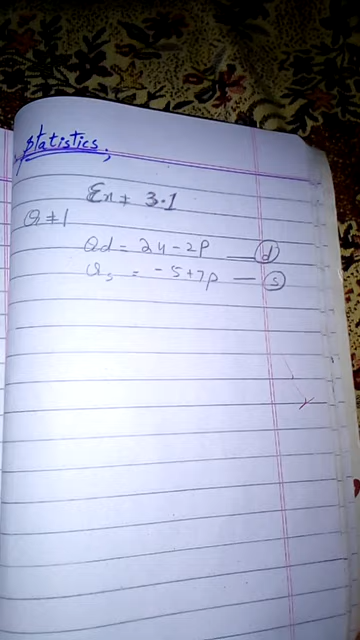 Statistics;
Ex # 3.1
Q # 1
Qd = 24 - 2P — (d)
Qs = -5+7P — (s)